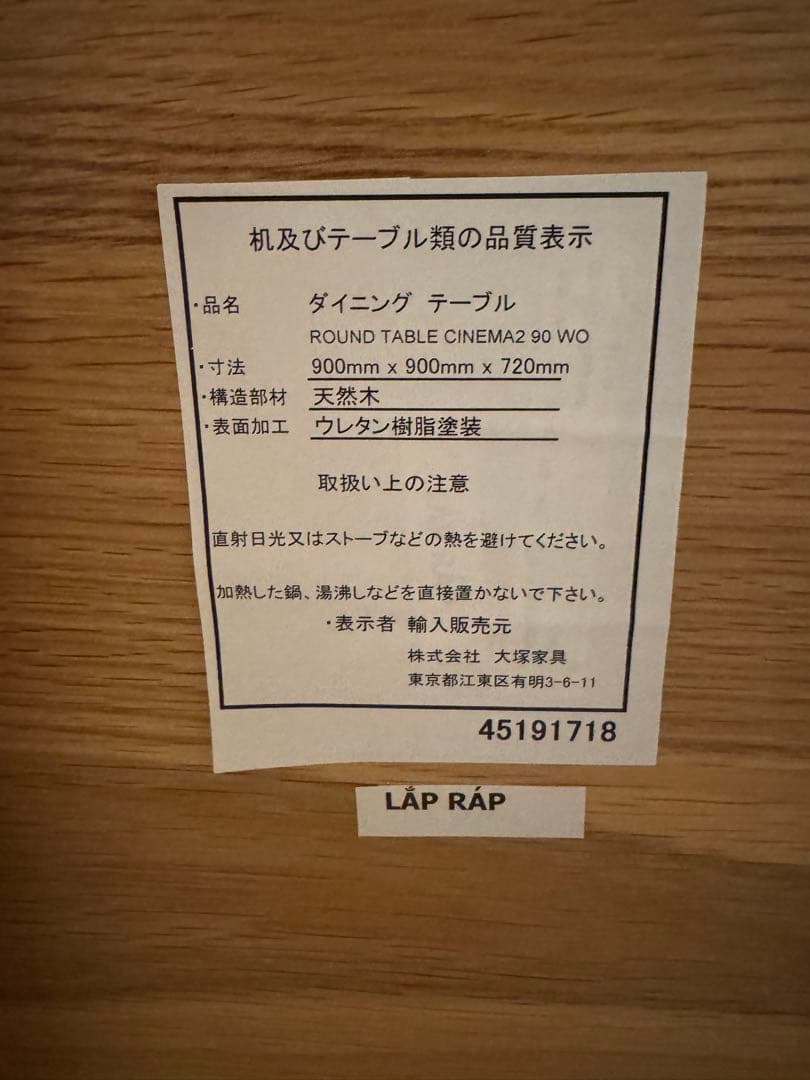 机及びテーブル類の品質表示
・品名 ダイニング テーブル
ROUND TABLE CINEMA2 90 WO
・寸法 900mm x 900mm x 720mm
・構造部材 天然木
・表面加工 ウレタン樹脂塗装
取扱い上の注意
直射日光又はストーブなどの熱を避けてください。
加熱した鍋、湯沸しなどを直接置かないで下さい。
・表示者 輸入販売元
株式会社 大塚家具
東京都江東区有明3-6-11
45191718
LẮP RÁP